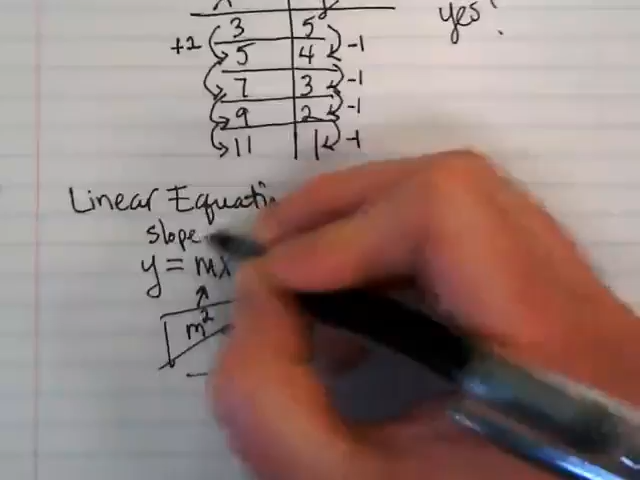 yes!
3 5
+2 5 4 -1
7 3 -1
9 2 -1
11 1 -1
Linear Equati
slope
y = mx
m²